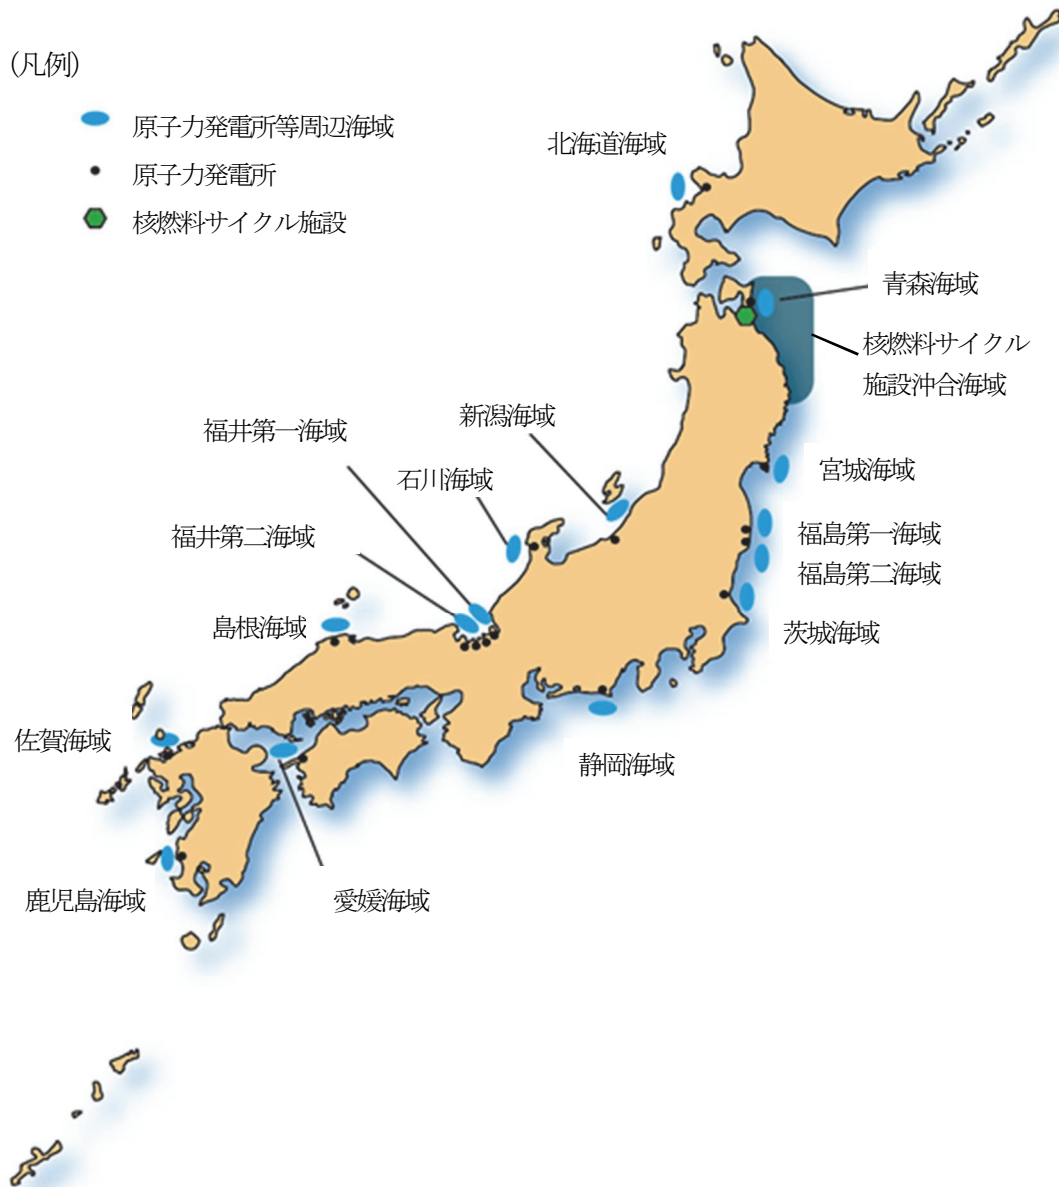 (凡例)
原子力発電所等周辺海域
原子力発電所
核燃料サイクル施設
北海道海域
青森海域
核燃料サイクル
施設沖合海域
新潟海域
福井第一海域
石川海域
宮城海域
福井第二海域
福島第一海域
福島第二海域
島根海域
茨城海域
佐賀海域
静岡海域
鹿児島海域
愛媛海域